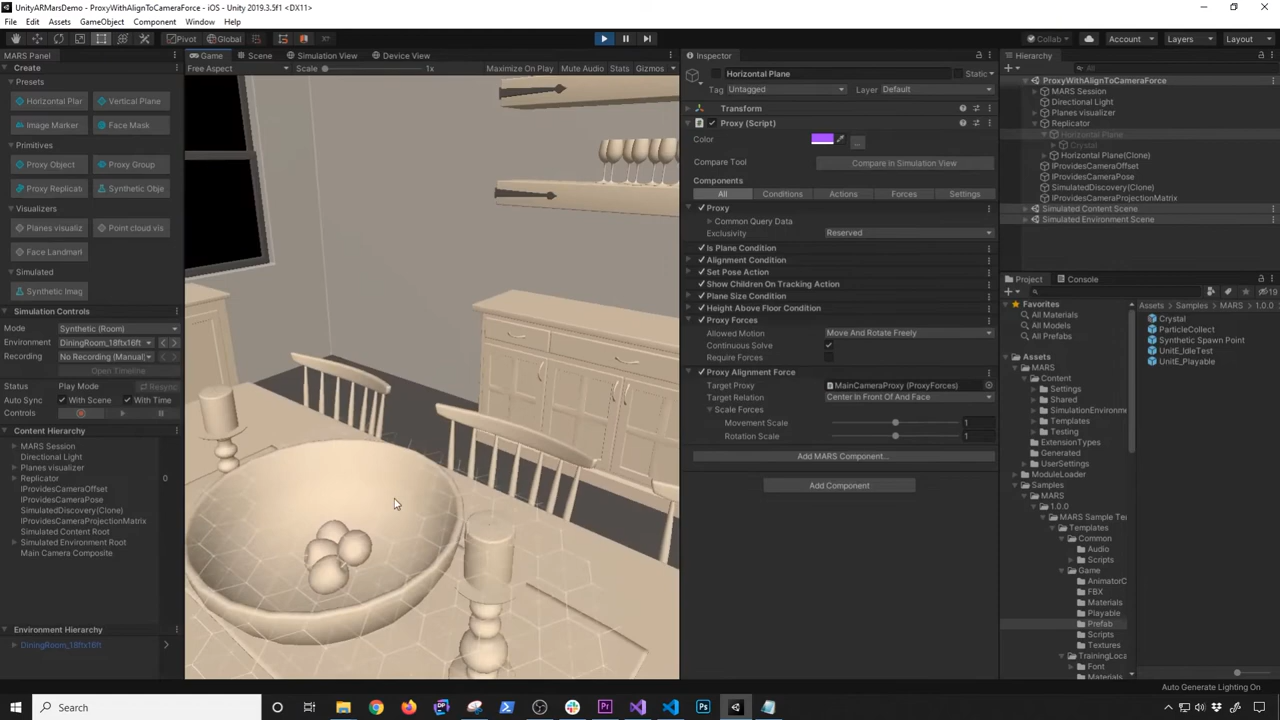 UnityARMarsDemo - ProxyWithAlignToCameraForce - iOS - Unity 2019.3.5f1 <DX11>
File Edit Assets GameObject Component Window Help
Pivot Global Collab Account Layers Layout
MARS Panel
Create
Presets
Horizontal Plar Vertical Plane
Image Marker Face Mask
Primitives
Proxy Object Proxy Group
Proxy Replicat Synthetic Obje
Visualizers
Planes visualiz Point cloud vis
Face Landmar
Simulated
Synthetic Imag
Simulation Controls
Mode Synthetic (Room)
Environment DiningRoom_18ftx16ft
Recording No Recording (Manual)
Open Timeline
Status Play Mode Resync
Auto Sync With Scene With Time
Controls
Content Hierarchy
MARS Session
Directional Light
Planes visualizer
Replicator 0
IProvidesCameraOffset
IProvidesCameraPose
SimulatedDiscovery(Clone)
IProvidesCameraProjectionMatrix
Simulated Content Root
Simulated Environment Root
Main Camera Composite
Environment Hierarchy
DiningRoom_18ftx16ft
Game Scene Simulation View Device View
Free Aspect Scale 1x Maximize On Play Mute Audio Stats Gizmos
Inspector
Horizontal Plane Static
Tag Untagged Layer Default
Transform
Proxy (Script)
Color ...
Compare Tool Compare in Simulation View
Components
All Conditions Actions Forces Settings
Proxy
Common Query Data
Exclusivity Reserved
Is Plane Condition
Alignment Condition
Set Pose Action
Show Children On Tracking Action
Plane Size Condition
Height Above Floor Condition
Proxy Forces
Allowed Motion Move And Rotate Freely
Continuous Solve
Require Forces
Proxy Alignment Force
Target Proxy MainCameraProxy (ProxyForces)
Target Relation Center In Front Of And Face
Scale Forces
Movement Scale 1
Rotation Scale 1
Add MARS Component...
Add Component
Hierarchy
All
ProxyWithAlignToCameraForce
MARS Session
Directional Light
Planes visualizer
Replicator
Horizontal Plane
Crystal
Horizontal Plane(Clone)
IProvidesCameraOffset
IProvidesCameraPose
SimulatedDiscovery(Clone)
IProvidesCameraProjectionMatrix
Simulated Content Scene
Simulated Environment Scene
Project Console
19
Favorites
All Materials
All Models
All Prefabs
Assets
MARS
Content
Settings
Shared
SimulationEnvironme
Templates
Testing
ExtensionTypes
Generated
UserSettings
ModuleLoader
Samples
MARS
1.0.0
MARS Sample Ter
Templates
Common
Audio
Scripts
Game
AnimatorC
FBX
Materials
Playable
Prefab
Scripts
Textures
TrainingLoca
Font
Materials
Assets Samples MARS 1.0.0
Crystal
ParticleCollect
Synthetic Spawn Point
UnitE_IdleTest
UnitE_Playable
Auto Generate Lighting On
Search